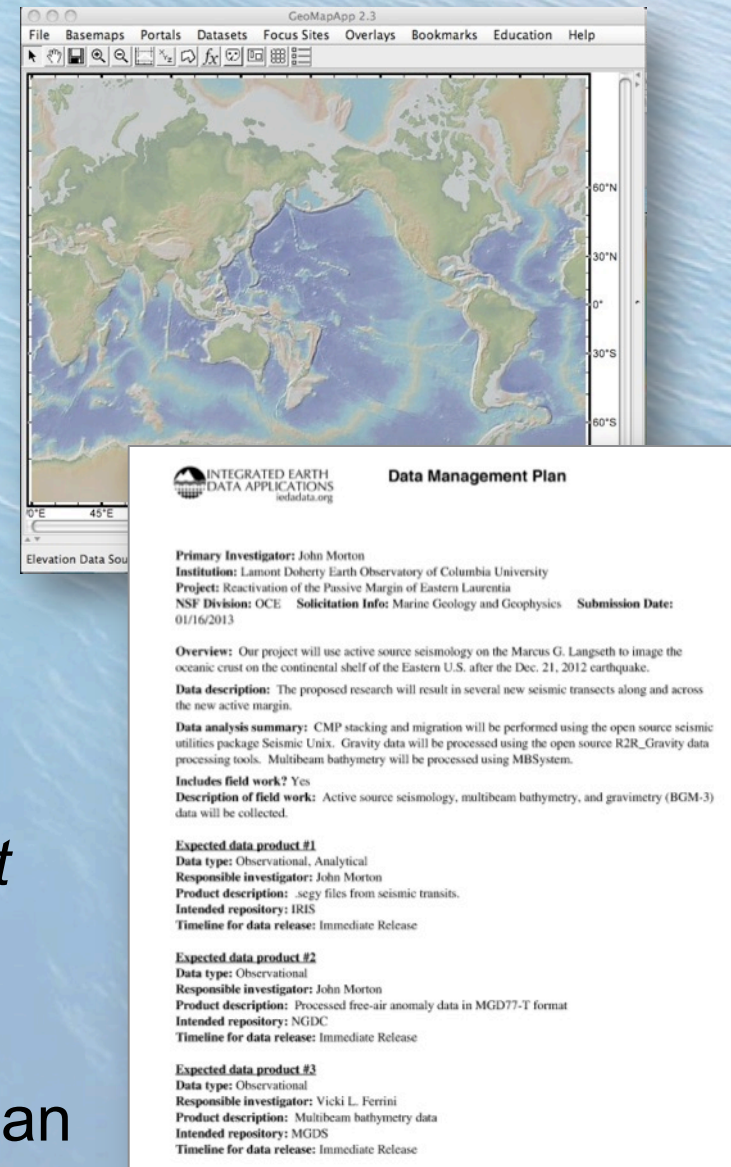 GeoMapApp 2.3
File Basemaps Portals Datasets Focus Sites Overlays Bookmarks Education Help
60°N
30°N
0°
30°S
60°S
0°E 45°E
Elevation Data Sou
INTEGRATED EARTH
DATA APPLICATIONS
iedadata.org
Data Management Plan
Primary Investigator: John Morton
Institution: Lamont Doherty Earth Observatory of Columbia University
Project: Reactivation of the Passive Margin of Eastern Laurentia
NSF Division: OCE Solicitation Info: Marine Geology and Geophysics Submission Date:
01/16/2013
Overview: Our project will use active source seismology on the Marcus G. Langseth to image the
oceanic crust on the continental shelf of the Eastern U.S. after the Dec. 21, 2012 earthquake.
Data description: The proposed research will result in several new seismic transects along and across
the new active margin.
Data analysis summary: CMP stacking and migration will be performed using the open source seismic
utilities package Seismic Unix. Gravity data will be processed using the open source R2R_Gravity data
processing tools. Multibeam bathymetry will be processed using MBSystem.
Includes field work? Yes
Description of field work: Active source seismology, multibeam bathymetry, and gravimetry (BGM-3)
data will be collected.
Expected data product #1
Data type: Observational, Analytical
Responsible investigator: John Morton
Product description: .segy files from seismic transits.
Intended repository: IRIS
Timeline for data release: Immediate Release
Expected data product #2
Data type: Observational
Responsible investigator: John Morton
Product description: Processed free-air anomaly data in MGD77-T format
Intended repository: NGDC
Timeline for data release: Immediate Release
Expected data product #3
Data type: Observational
Responsible investigator: Vicki L. Ferrini
Product description: Multibeam bathymetry data
Intended repository: MGDS
Timeline for data release: Immediate Release
t
an